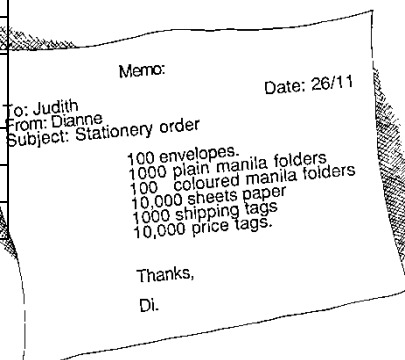 Memo:
Date: 26/11
To: Judith
From: Dianne
Subject: Stationery order
100 envelopes.
1000 plain manila folders
100 coloured manila folders
10,000 sheets paper
1000 shipping tags
10,000 price tags.
Thanks,
Di.